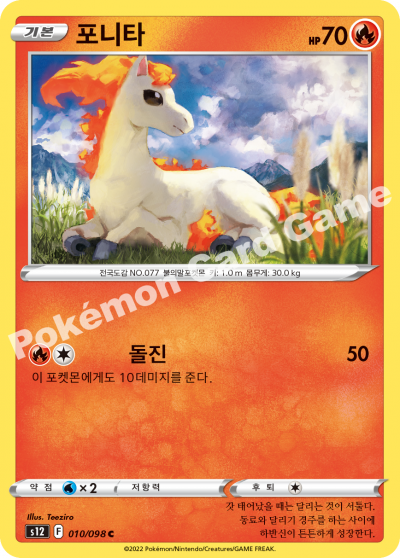 기본 포니타 HP 70
전국도감 NO.077 불의말포켓몬 키: 1.0 m 몸무게: 30.0 kg
Pokémon Card Game
돌진 50
이 포켓몬에게도 10데미지를 준다.
약점 ×2 저항력 후퇴
Illus. Teeziro
s12 F 010/098 C
갓 태어났을 때는 달리는 것이 서툴다.
동료와 달리기 경주를 하는 사이에
하반신이 튼튼하게 성장한다.
©2022 Pokémon/Nintendo/Creatures/GAME FREAK.